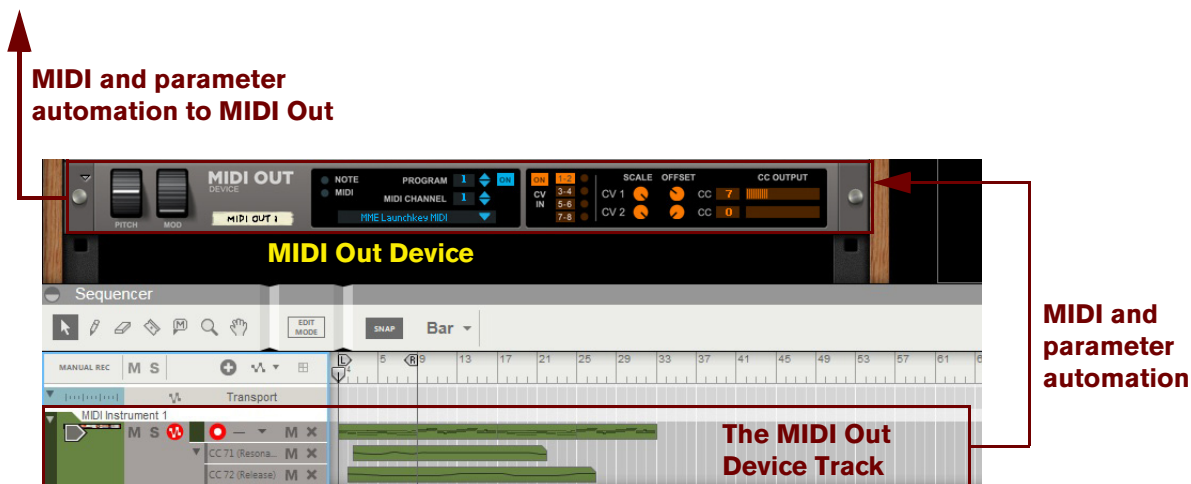 MIDI and parameter
automation to MIDI Out
MIDI OUT
DEVICE
MIDI OUT 1
PITCH
MOD
NOTE
MIDI
PROGRAM 1 ON
MIDI CHANNEL 1
MME Launchkey MIDI
ON
CV
IN
1-2
3-4
5-6
7-8
SCALE OFFSET CC OUTPUT
CV 1 CC 7
CV 2 CC 0
MIDI Out Device
Sequencer
M
EDIT
MODE
SNAP
Bar
MIDI and
parameter
automation
MANUAL REC M S
L 5 R 9 13 17 21 25 29 33 37 41 45 49 53 57 61
4
Transport
MIDI Instrument 1
M S M
CC 71 (Resona... M
CC 72 (Release) M
The MIDI Out
Device Track